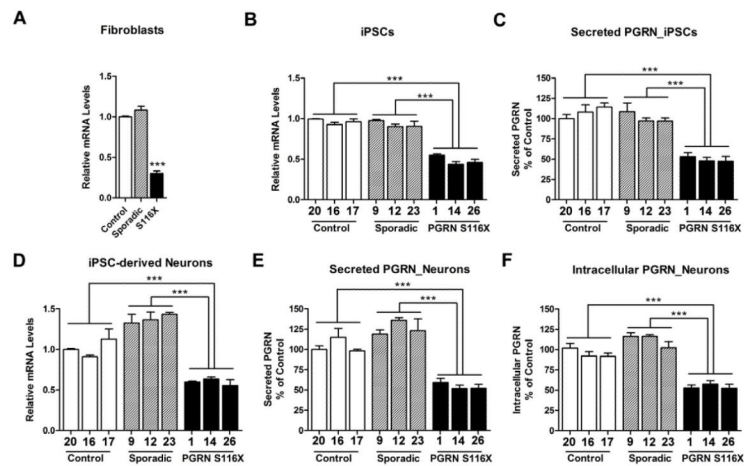 A
Fibroblasts
Relative mRNA Levels
1.5
1.0
0.5
0.0
***
Control
Sporadic
S116X
B
iPSCs
Relative mRNA Levels
1.5
1.0
0.5
0.0
***
***
20 16 17 9 12 23 1 14 26
Control Sporadic PGRN S116X
C
Secreted PGRN_iPSCs
Secreted PGRN
% of Control
150
125
100
75
50
25
0
***
***
20 16 17 9 12 23 1 14 26
Control Sporadic PGRN S116X
D
iPSC-derived Neurons
Relative mRNA Levels
1.5
1.0
0.5
0.0
***
***
20 16 17 9 12 23 1 14 26
Control Sporadic PGRN S116X
E
Secreted PGRN_Neurons
Secreted PGRN
% of Control
150
125
100
75
50
25
0
***
***
20 16 17 9 12 23 1 14 26
Control Sporadic PGRN S116X
F
Intracellular PGRN_Neurons
Intracellular PGRN
% of Control
150
125
100
75
50
25
0
***
***
20 16 17 9 12 23 1 14 26
Control Sporadic PGRN S116X